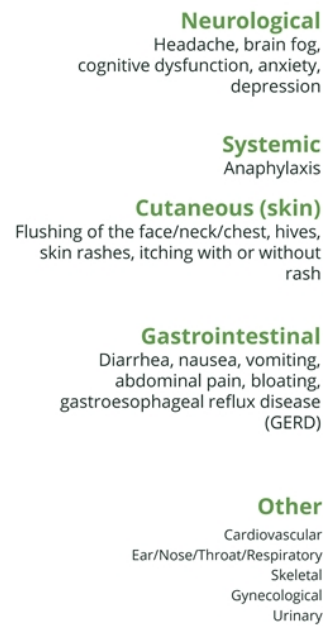 Neurological
Headache, brain fog,
cognitive dysfunction, anxiety,
depression
Systemic
Anaphylaxis
Cutaneous (skin)
Flushing of the face/neck/chest, hives,
skin rashes, itching with or without
rash
Gastrointestinal
Diarrhea, nausea, vomiting,
abdominal pain, bloating,
gastroesophageal reflux disease
(GERD)
Other
Cardiovascular
Ear/Nose/Throat/Respiratory
Skeletal
Gynecological
Urinary